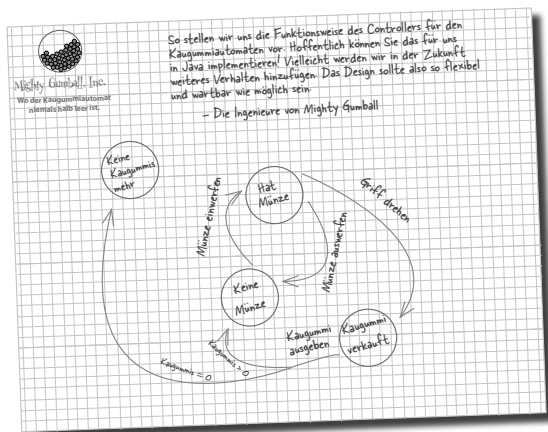 So stellen wir uns die Funktionsweise des Controllers für den
Kaugummiautomaten vor. Hoffentlich können Sie das für uns
in Java implementieren! Vielleicht werden wir in der Zukunft
weiteres Verhalten hinzufügen. Das Design sollte also so flexibel
und wartbar wie möglich sein.
– Die Ingenieure von Mighty Gumball
Mighty Gumball, Inc.
Wo der Kaugummiautomat
niemals halb leer ist.
Keine
Kaugummis
mehr
Münze einwerfen
Hat
Münze
Griff drehen
Münze auswerfen
Keine
Münze
Kaugummi
ausgeben
Kaugummi
verkauft
Kaugummis > 0
Kaugummis = 0